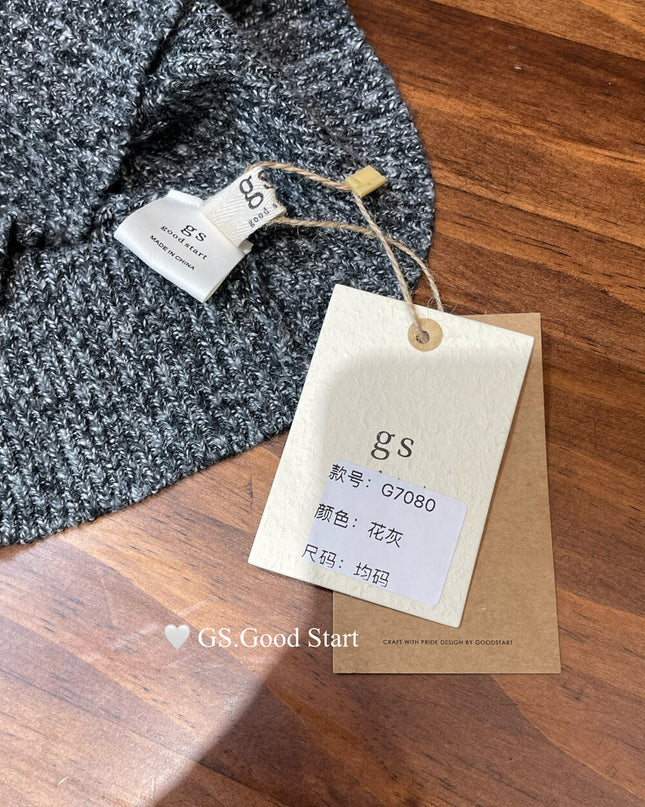 gs
good s
gs
good start
MADE IN CHINA
gs
款号：G7080
颜色：花灰
尺码：均码
CRAFT WITH PRIDE DESIGN BY GOODSTART
🤍 GS.Good Start